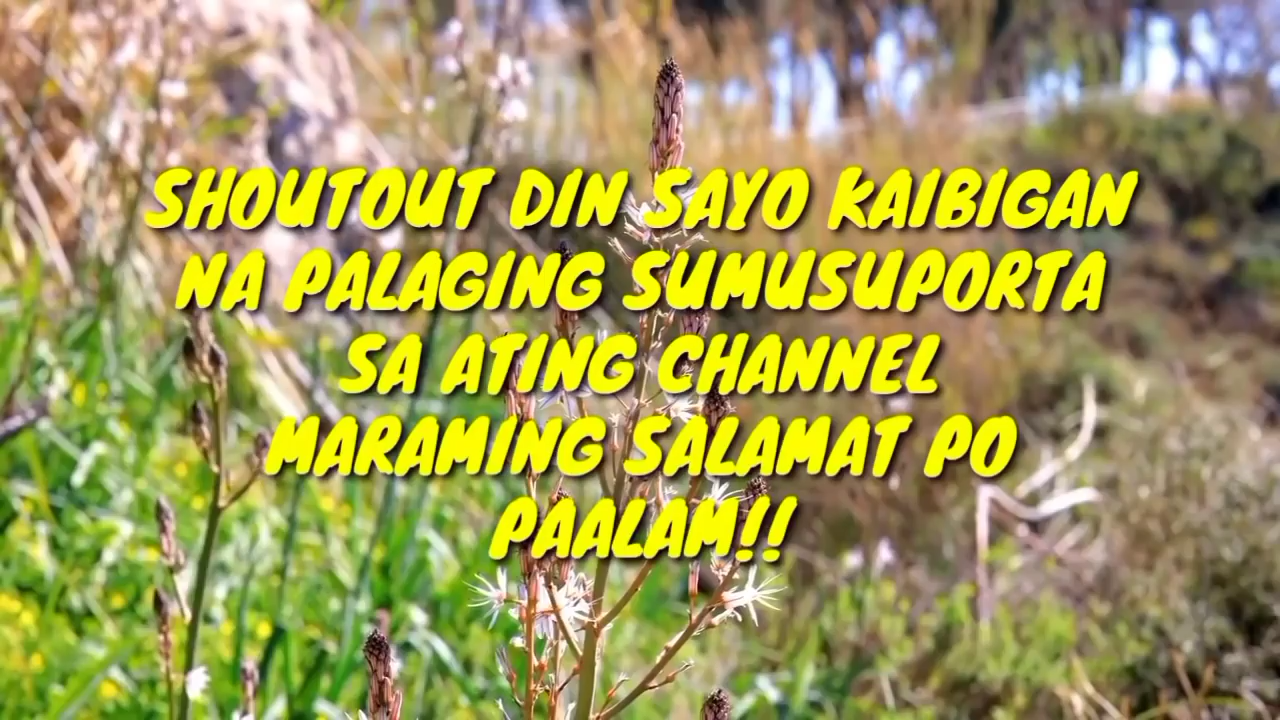 SHOUTOUT DIN SAYO KAIBIGAN
NA PALAGING SUMUSUPORTA
SA ATING CHANNEL
MARAMING SALAMAT PO
PAALAM!!